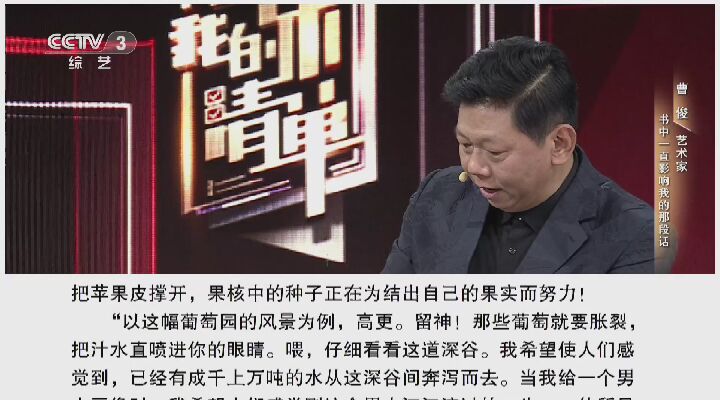 CCTV 3
综艺
我的
清单
曹俊 艺术家
书中一直影响我的那段话
把苹果皮撑开，果核中的种子正在为结出自己的果实而努力！
“以这幅葡萄园的风景为例，高更。留神！那些葡萄就要胀裂，
把汁水直喷进你的眼睛。喂，仔细看看这道深谷。我希望使人们感
觉到，已经有成千上万吨的水从这深谷间奔泻而去。当我给一个男